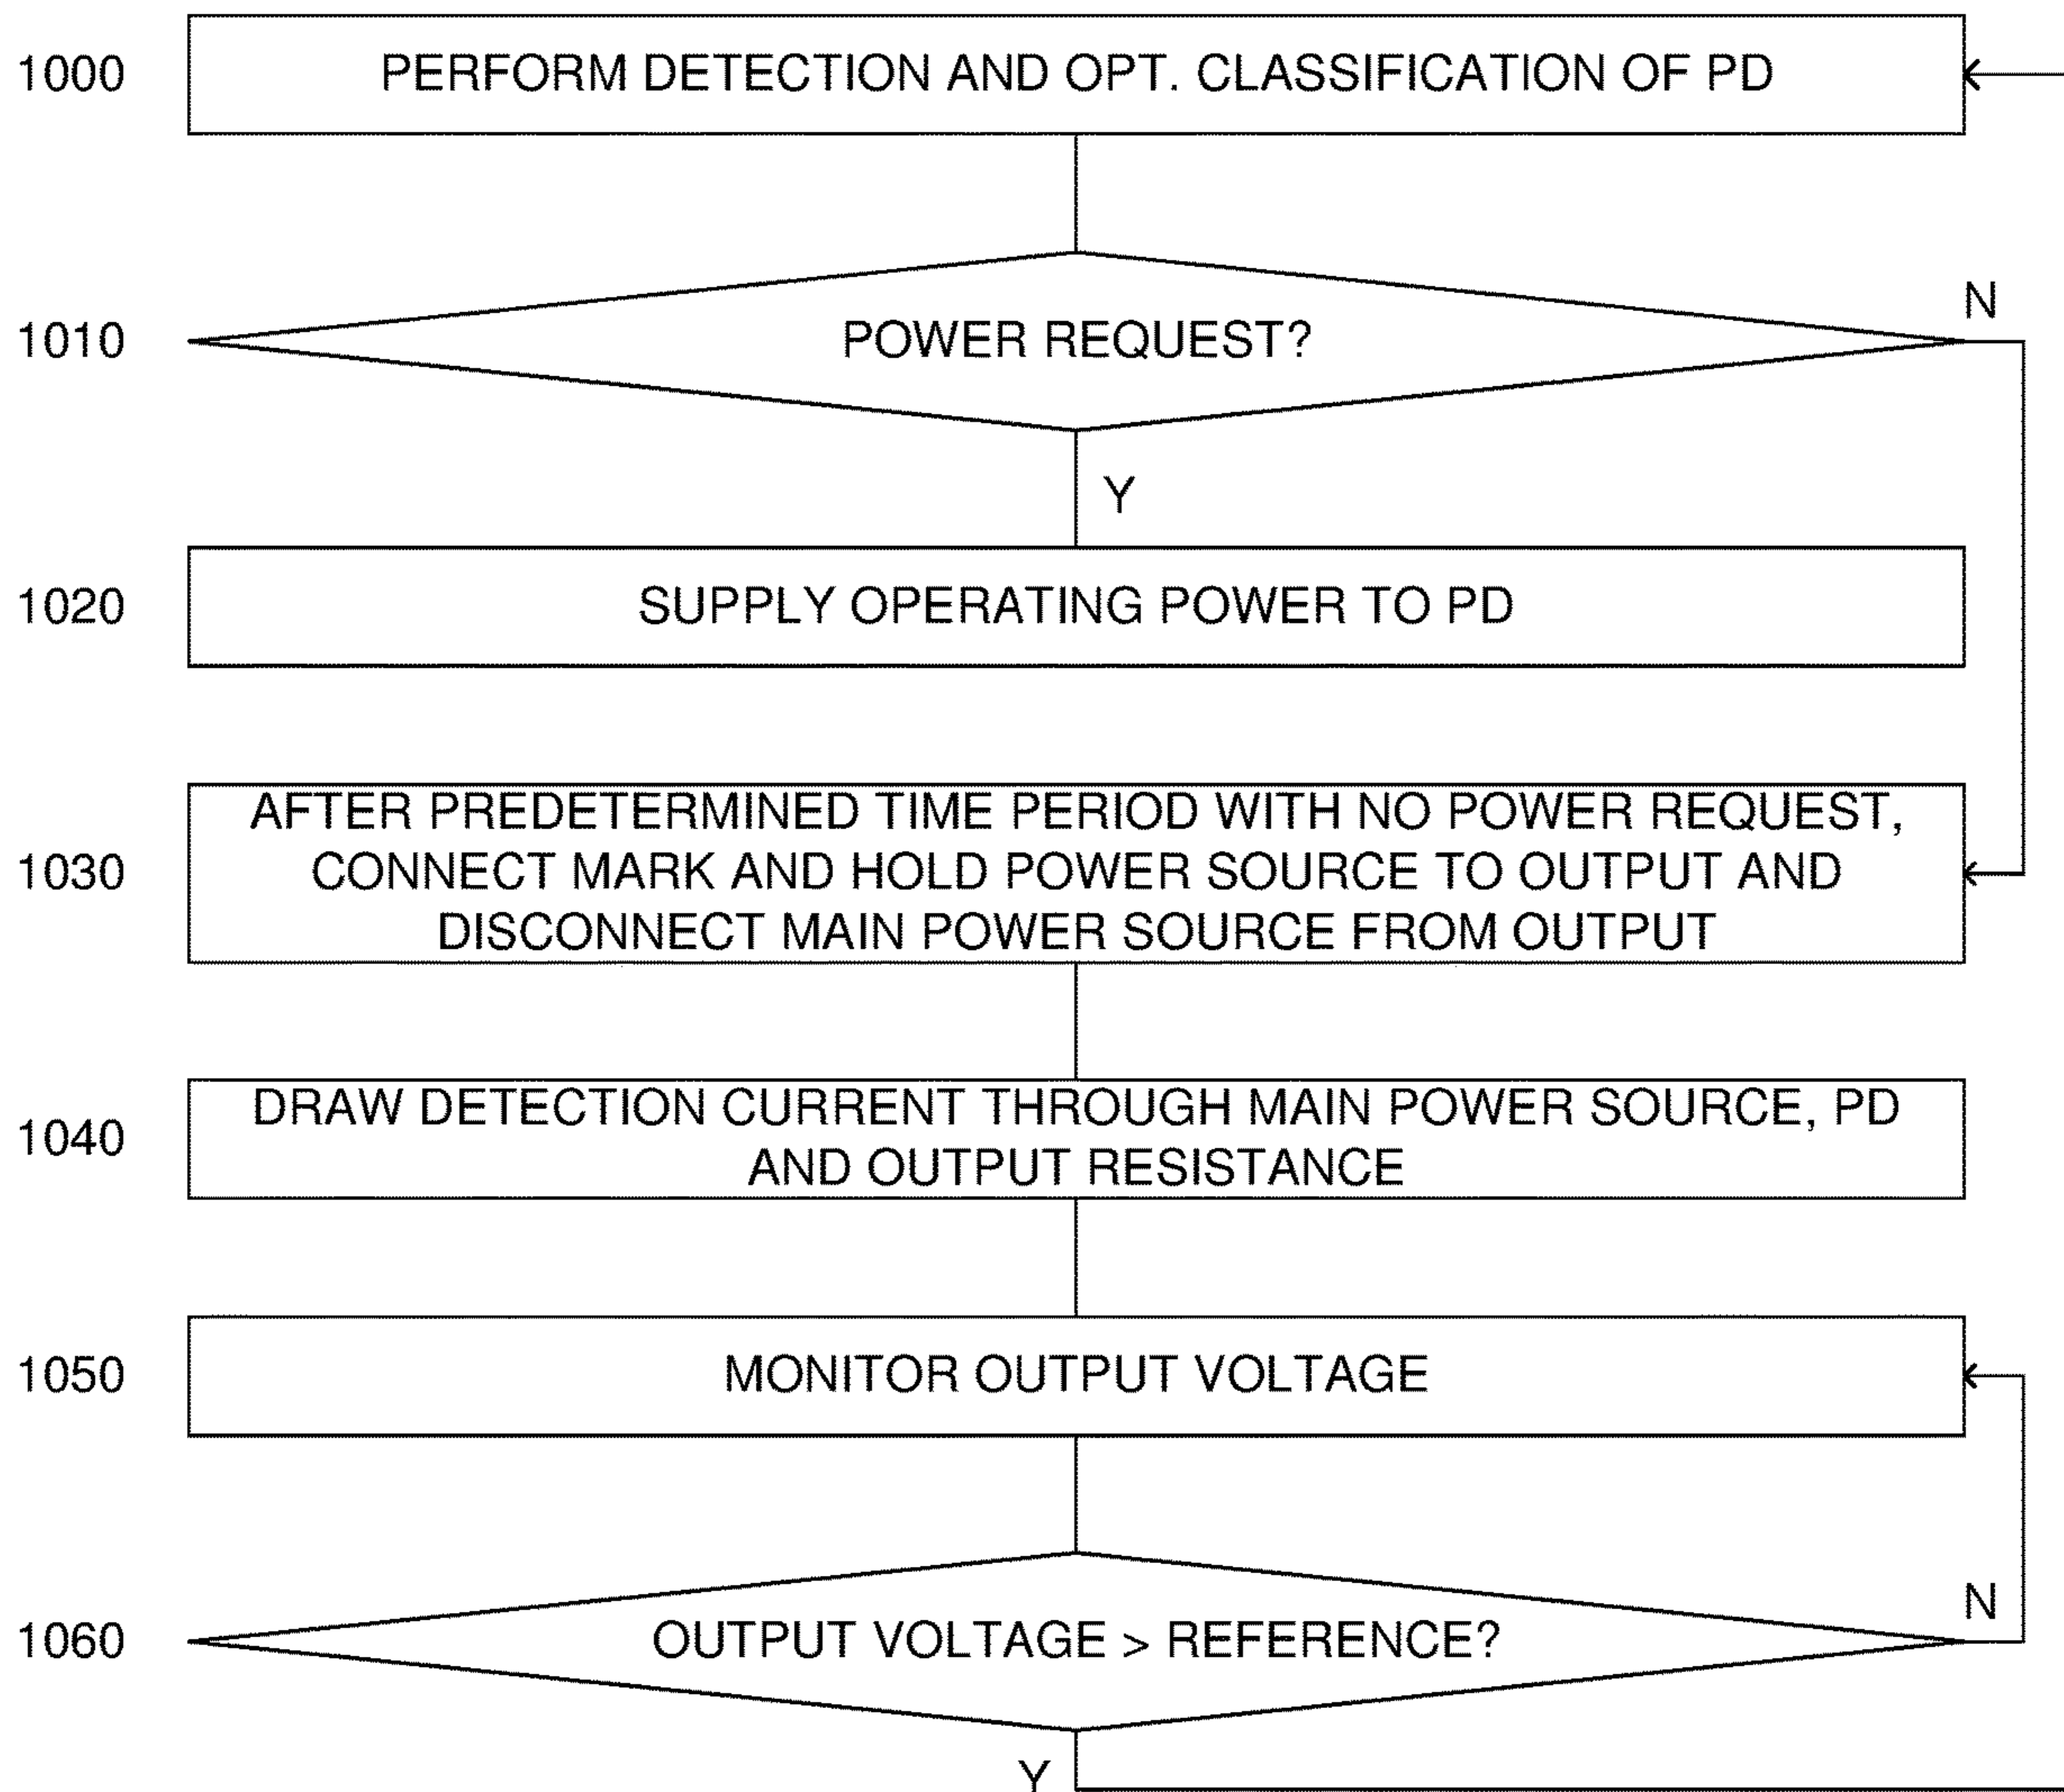 1000
PERFORM DETECTION AND OPT. CLASSIFICATION OF PD
N
1010
POWER REQUEST?
Y
1020
SUPPLY OPERATING POWER TO PD
1030
AFTER PREDETERMINED TIME PERIOD WITH NO POWER REQUEST,
CONNECT MARK AND HOLD POWER SOURCE TO OUTPUT AND
DISCONNECT MAIN POWER SOURCE FROM OUTPUT
1040
DRAW DETECTION CURRENT THROUGH MAIN POWER SOURCE, PD
AND OUTPUT RESISTANCE
1050
MONITOR OUTPUT VOLTAGE
N
1060
OUTPUT VOLTAGE > REFERENCE?
Y